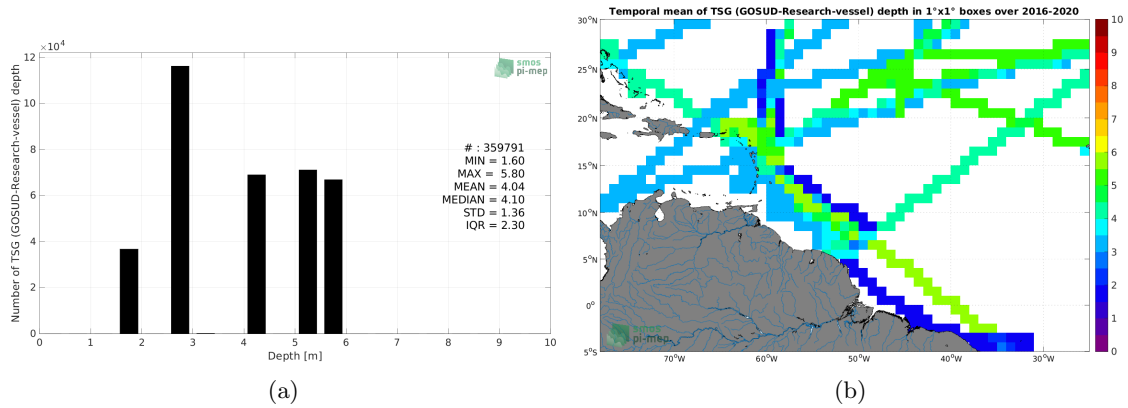 ×10⁴
12
10
8
6
4
2
0
Number of TSG (GOSUD-Research-vessel) depth
0 1 2 3 4 5 6 7 8 9 10
Depth [m]
smos
pi-mep
# : 359791
MIN = 1.60
MAX = 5.80
MEAN = 4.04
MEDIAN = 4.10
STD = 1.36
IQR = 2.30
(a)
Temporal mean of TSG (GOSUD-Research-vessel) depth in 1°x1° boxes over 2016-2020
30°N
25°N
20°N
15°N
10°N
5°N
0°
5°S
70°W 60°W 50°W 40°W 30°W
smos
pi-mep
10
9
8
7
6
5
4
3
2
1
0
(b)